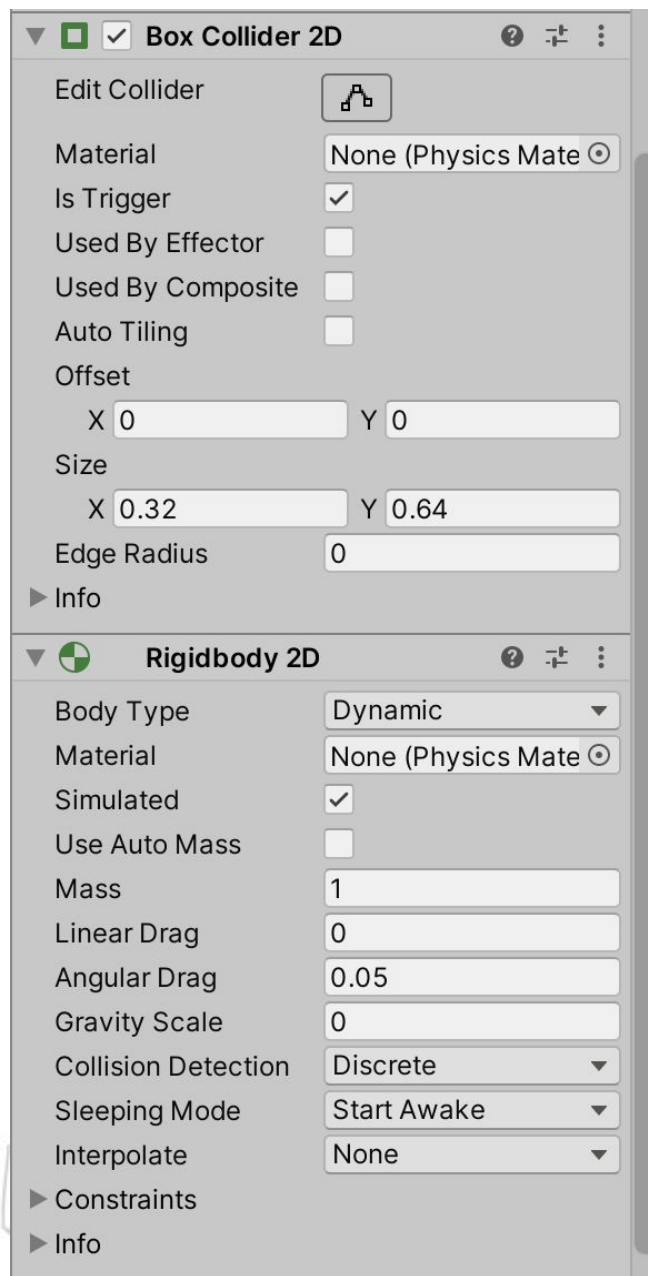 Box Collider 2D
Edit Collider
Material None (Physics Mate
Is Trigger
Used By Effector
Used By Composite
Auto Tiling
Offset
X 0 Y 0
Size
X 0.32 Y 0.64
Edge Radius 0
Info
Rigidbody 2D
Body Type Dynamic
Material None (Physics Mate
Simulated
Use Auto Mass
Mass 1
Linear Drag 0
Angular Drag 0.05
Gravity Scale 0
Collision Detection Discrete
Sleeping Mode Start Awake
Interpolate None
Constraints
Info